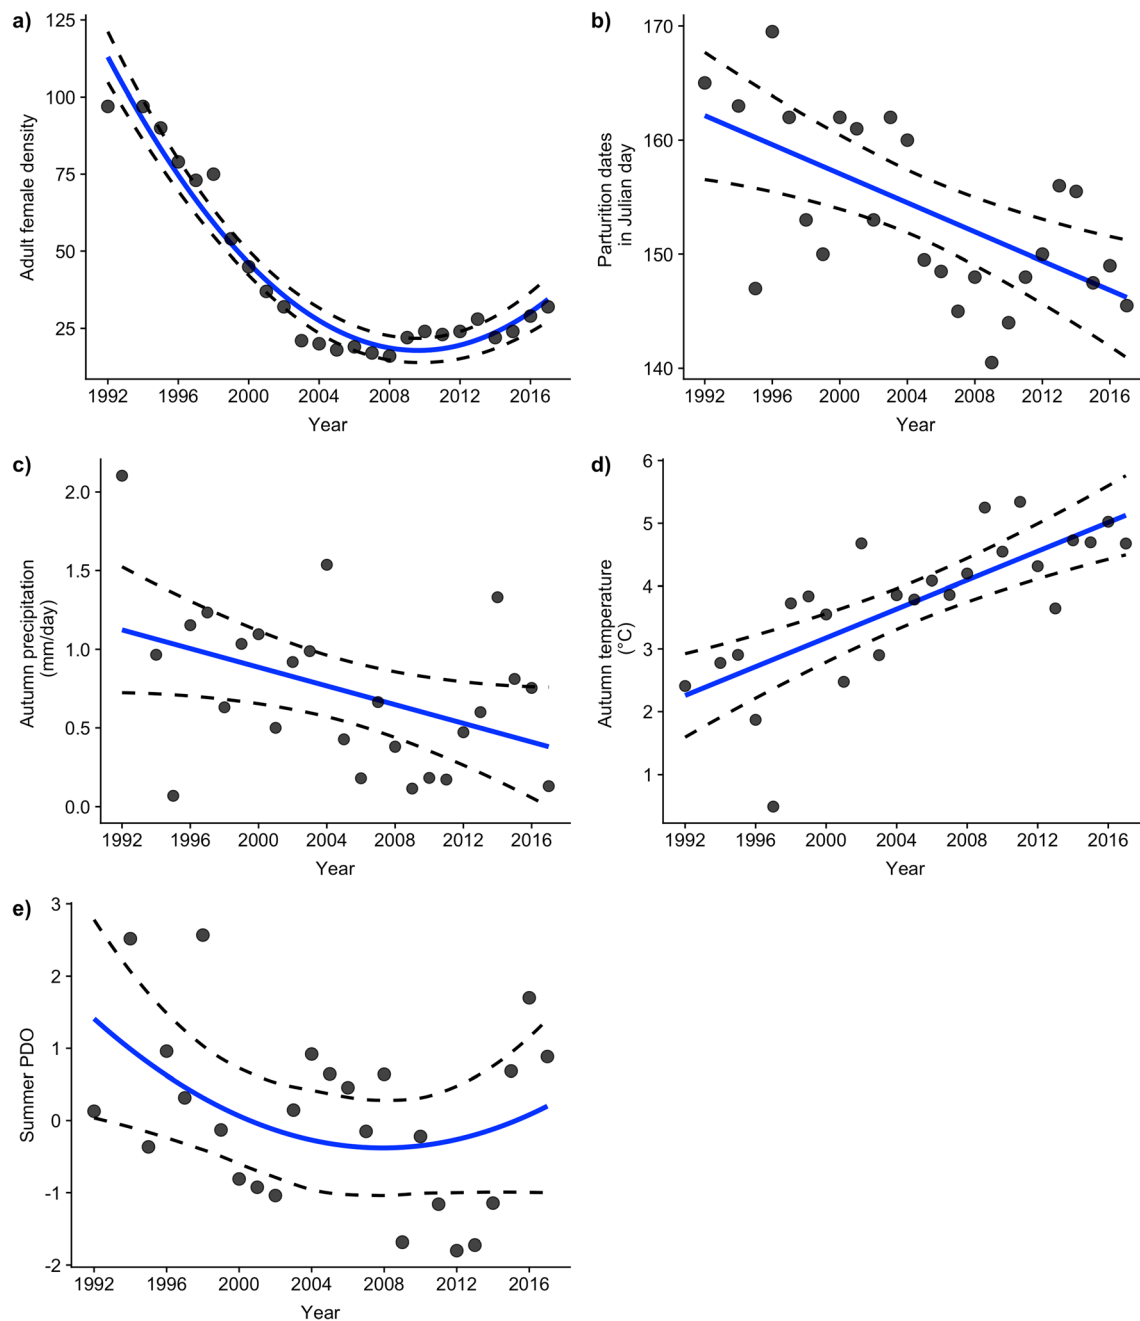 a)
Adult female density
125
100
75
50
25
1992 1996 2000 2004 2008 2012 2016
Year
b)
Parturition dates
in Julian day
170
160
150
140
1992 1996 2000 2004 2008 2012 2016
Year
c)
Autumn precipitation
(mm/day)
2.0
1.5
1.0
0.5
0.0
1992 1996 2000 2004 2008 2012 2016
Year
d)
Autumn temperature
(°C)
6
5
4
3
2
1
1992 1996 2000 2004 2008 2012 2016
Year
e)
Summer PDO
3
2
1
0
-1
-2
1992 1996 2000 2004 2008 2012 2016
Year